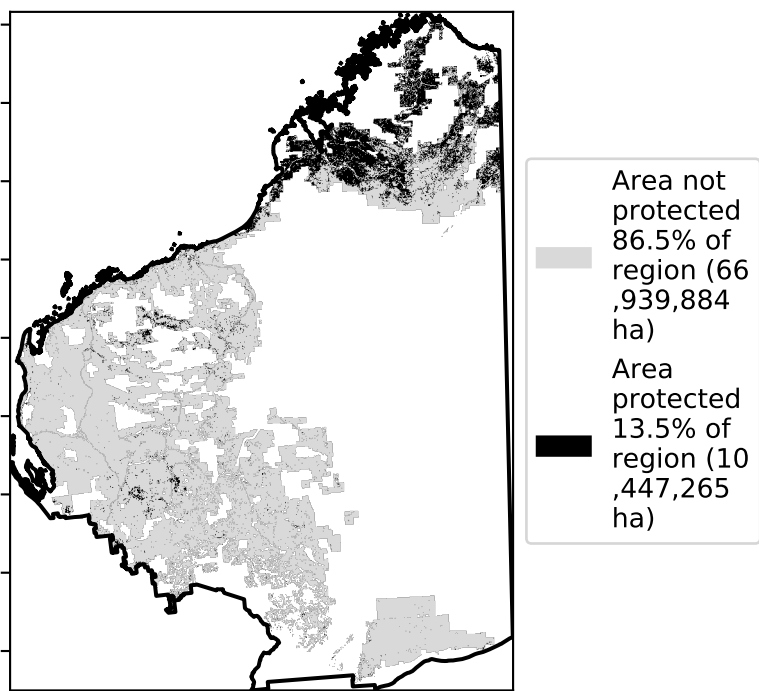 Area not
protected
86.5% of
region (66
,939,884
ha)
Area
protected
13.5% of
region (10
,447,265
ha)